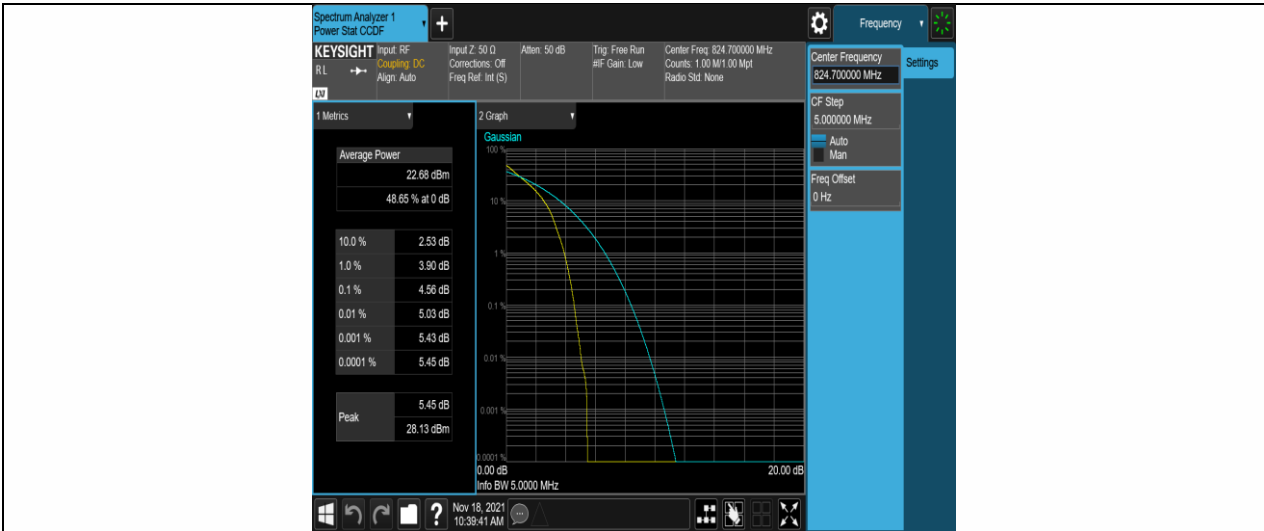 Spectrum Analyzer 1
Power Stat CCDF
+
Frequency
KEYSIGHT
Input: RF
Coupling: DC
Align: Auto
Input Z: 50 Ω
Corrections: Off
Freq Ref: Int (S)
Atten: 50 dB
Trig: Free Run
#IF Gain: Low
Center Freq: 824.700000 MHz
Counts: 1.00 M/1.00 Mpt
Radio Std: None
RL
LXI
Center Frequency
824.700000 MHz
Settings
CF Step
5.000000 MHz
Auto
Man
Freq Offset
0 Hz
1 Metrics
Average Power
22.68 dBm
48.65 % at 0 dB
10.0 % 2.53 dB
1.0 % 3.90 dB
0.1 % 4.56 dB
0.01 % 5.03 dB
0.001 % 5.43 dB
0.0001 % 5.45 dB
Peak
5.45 dB
28.13 dBm
2 Graph
Gaussian
100 %
10 %
1 %
0.1 %
0.01 %
0.001 %
0.0001 %
0.00 dB 20.00 dB
Info BW 5.0000 MHz
?
Nov 18, 2021
10:39:41 AM